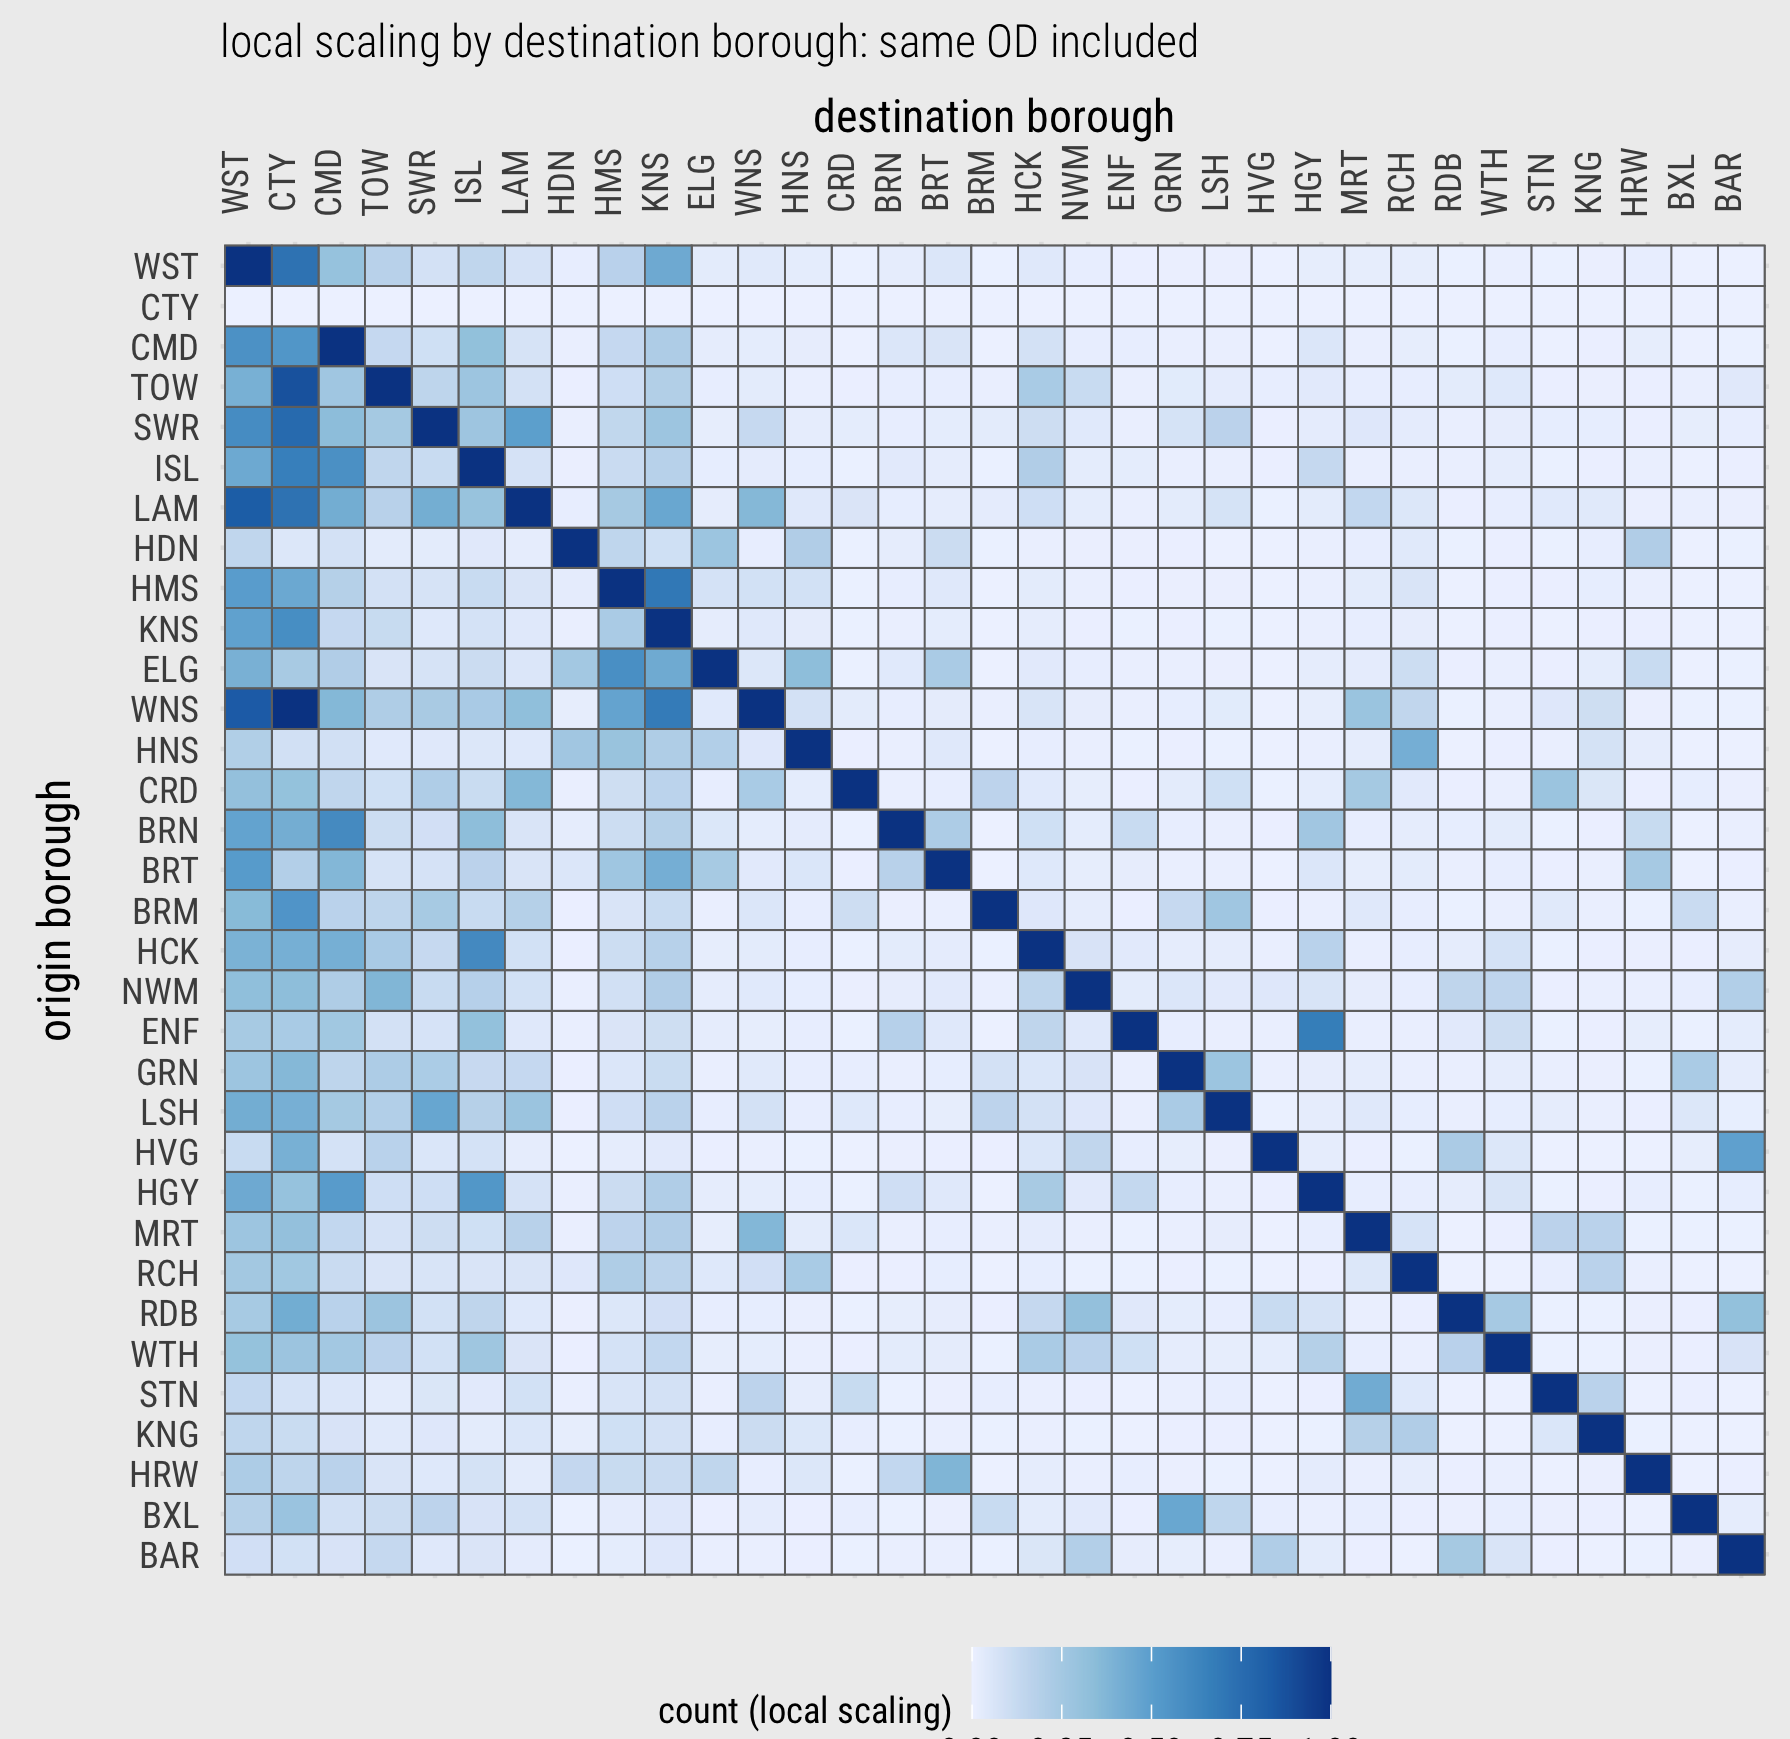 local scaling by destination borough: same OD included
destination borough
WST CTY CMD TOW SWR ISL LAM HDN HMS KNS ELG WNS HNS CRD BRN BRT BRM HCK NWM ENF GRN LSH HVG HGY MRT RCH RDB WTH STN KNG HRW BXL BAR
WST
CTY
CMD
TOW
SWR
ISL
LAM
HDN
HMS
KNS
ELG
WNS
HNS
CRD
BRN
BRT
BRM
HCK
NWM
ENF
GRN
LSH
HVG
HGY
MRT
RCH
RDB
WTH
STN
KNG
HRW
BXL
BAR
origin borough
count (local scaling)